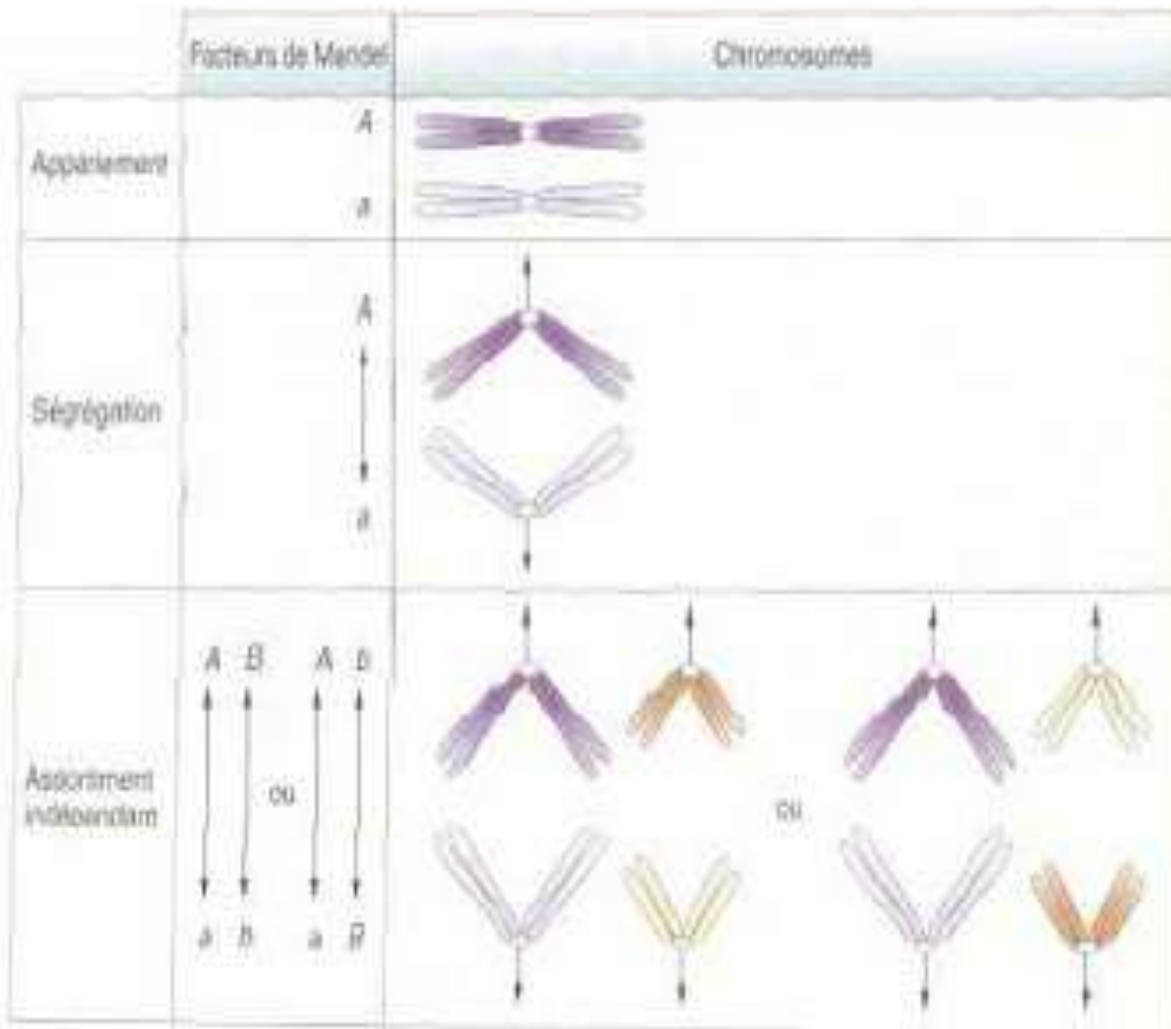 Facteurs de Mendel
Chromosomes
Appariement
A
a
Ségrégation
A
a
Assortiment
indépendant
A B A b
ou
a b a B
ou